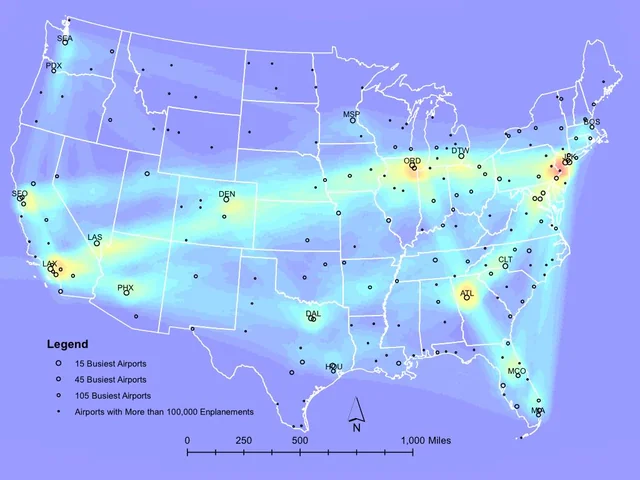 SEA
PDX
MSP
BOS
DTW
ORD
JFK
SFO
DEN
LAS
LAX
CLT
PHX
ATL
DAL
HOU
MCO
MIA
Legend
15 Busiest Airports
45 Busiest Airports
105 Busiest Airports
Airports with More than 100,000 Enplanements
N
0 250 500 1,000 Miles